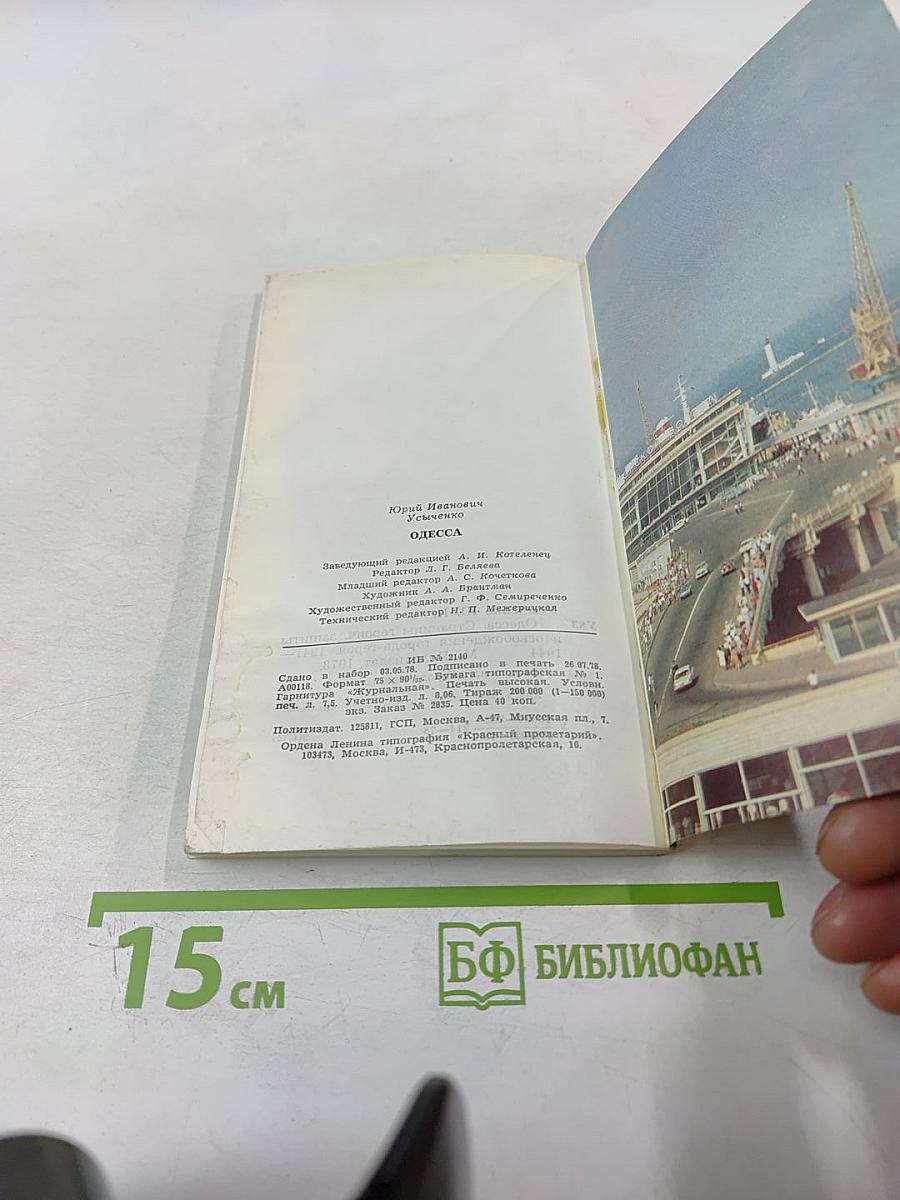 Юрий Иванович
Усыченко
ОДЕССА
Заведующий редакцией А. И. Котеленец
Редактор Л. Г. Беляева
Младший редактор А. С. Кочеткова
Художник А. А. Брантман
Художественный редактор Г. Ф. Семиреченко
Технический редактор Н. П. Межерицкая
ИБ № 2140
Сдано в набор 03.05.78. Подписано в печать 26.07.78.
А00118. Формат 75 × 90¹/₃₂. Бумага типографская № 1.
Гарнитура «Журнальная». Печать высокая. Условн.
печ. л. 7,5. Учетно-изд. л. 8,06. Тираж 200 000 (1—150 000)
экз. Заказ № 2835. Цена 40 коп.
Политиздат. 125811, ГСП, Москва, А-47, Миусская пл., 7.
Ордена Ленина типография «Красный пролетарий».
103473, Москва, И-473, Краснопролетарская, 16.
15 см
БФ БИБЛИОФАН